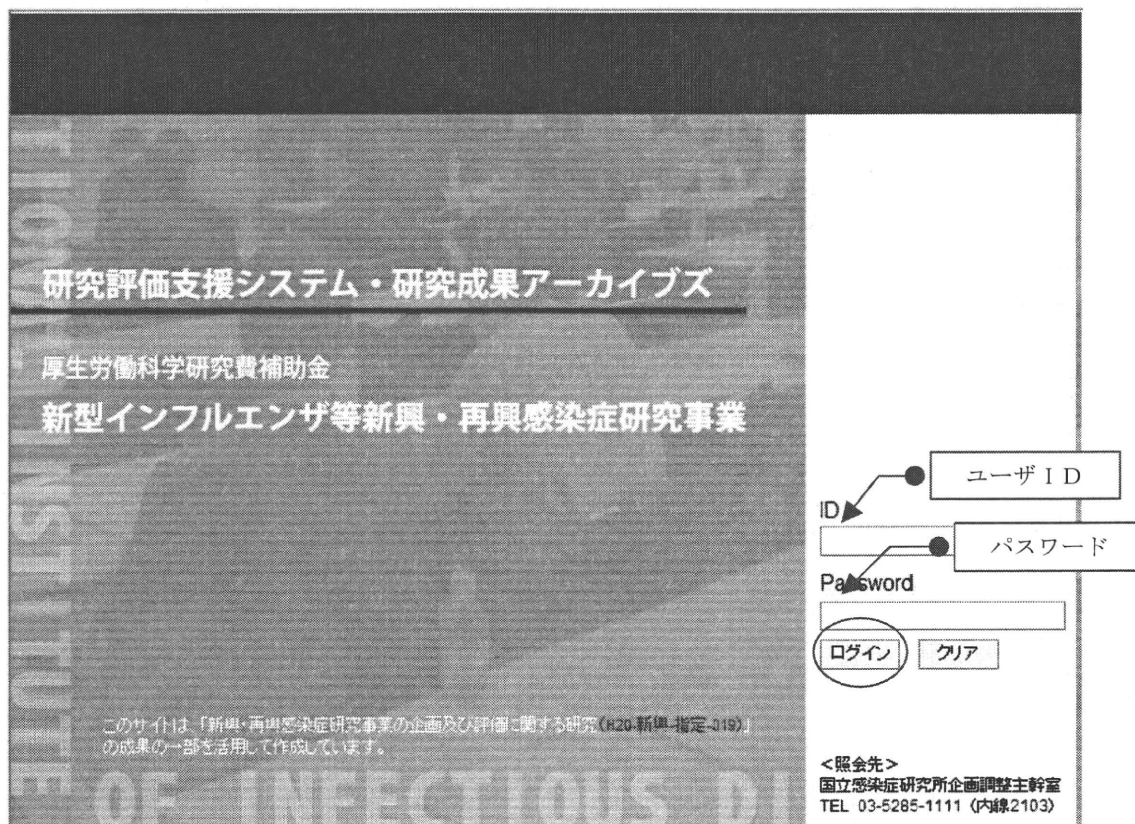 研究評価支援システム・研究成果アーカイブズ
厚生労働科学研究費補助金
新型インフルエンザ等新興・再興感染症研究事業
このサイトは、「新興・再興感染症研究事業の企画及び評価に関する研究(H20-新興-指定-019)」
の成果の一部を活用して作成しています。
OF INFECTIOUS DI
ユーザID
ID
パスワード
Password
ログイン クリア
<照会先>
国立感染症研究所企画調整主幹室
TEL 03-5285-1111 (内線2103)